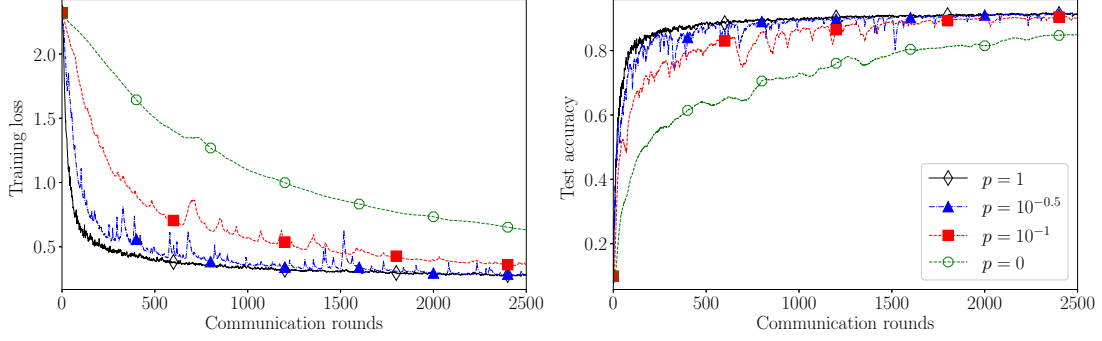 2.0
1.5
1.0
0.5
Training loss
0
500
1000
1500
2000
2500
Communication rounds
0.8
0.6
0.4
0.2
Test accuracy
0
500
1000
1500
2000
2500
Communication rounds
p = 1
p = 10^{-0.5}
p = 10^{-1}
p = 0